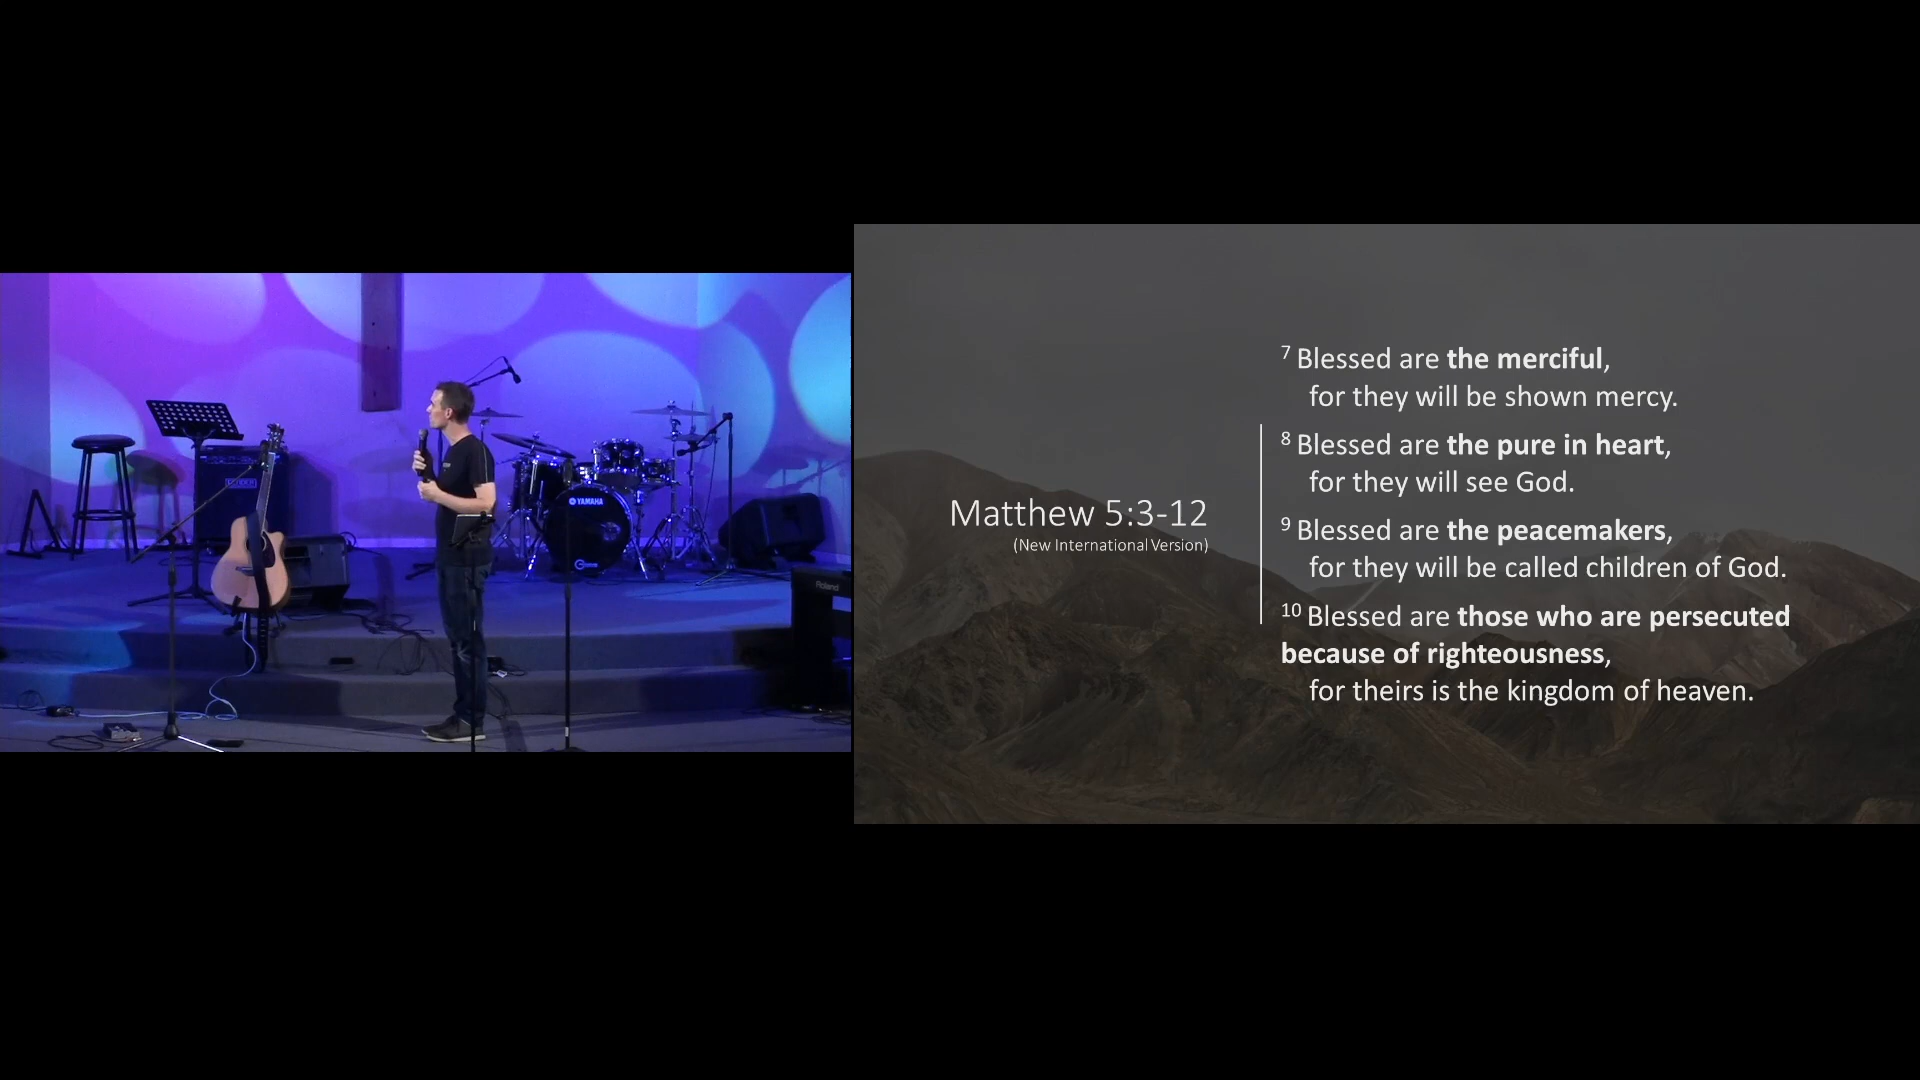 YAMAHA
Roland
Matthew 5:3-12
(New International Version)
7 Blessed are the merciful,
for they will be shown mercy.
8 Blessed are the pure in heart,
for they will see God.
9 Blessed are the peacemakers,
for they will be called children of God.
10 Blessed are those who are persecuted
because of righteousness,
for theirs is the kingdom of heaven.